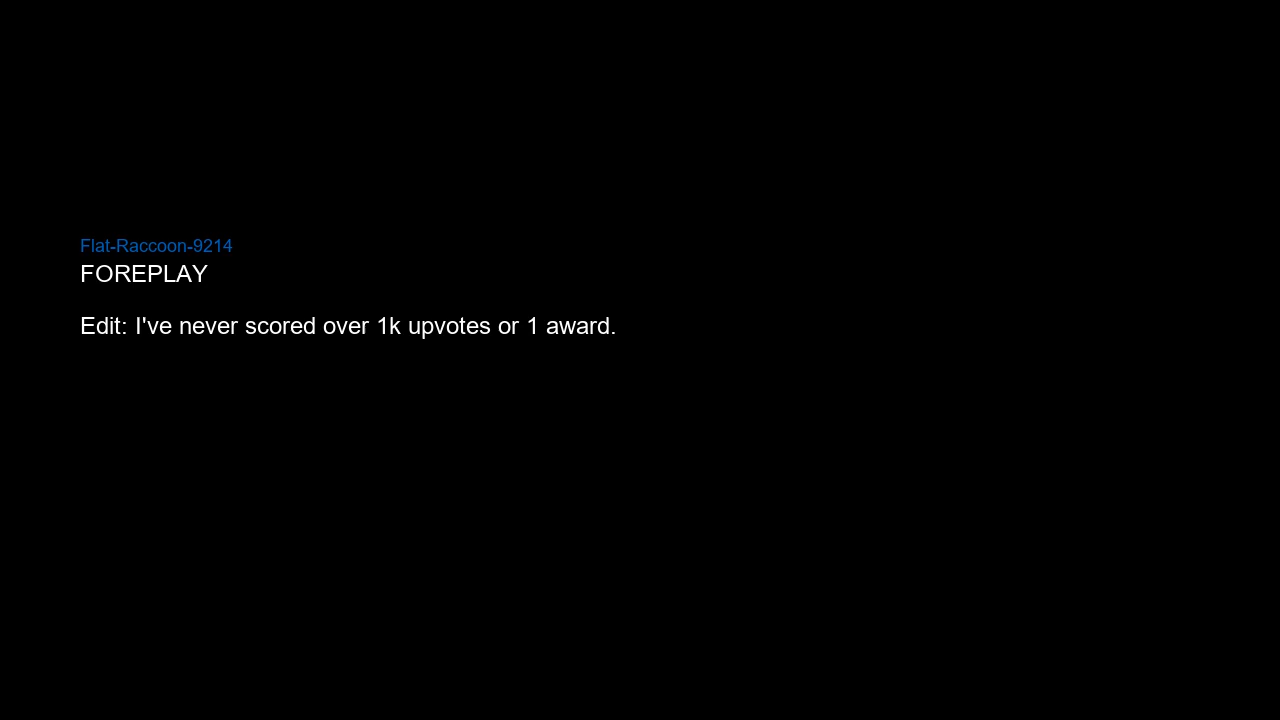 Flat-Raccoon-9214
FOREPLAY
Edit: I've never scored over 1k upvotes or 1 award.